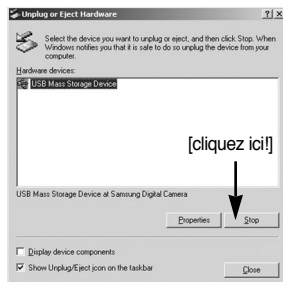 Unplug or Eject Hardware
Select the device you want to unplug or eject, and then click Stop. When
Windows notifies you that it is safe to do so unplug the device from your
computer.
Hardware devices:
USB Mass Storage Device
[cliquez ici!]
USB Mass Storage Device at Samsung Digital Camera
Properties
Stop
Display device components
Show Unplug/Eject icon on the taskbar
Close